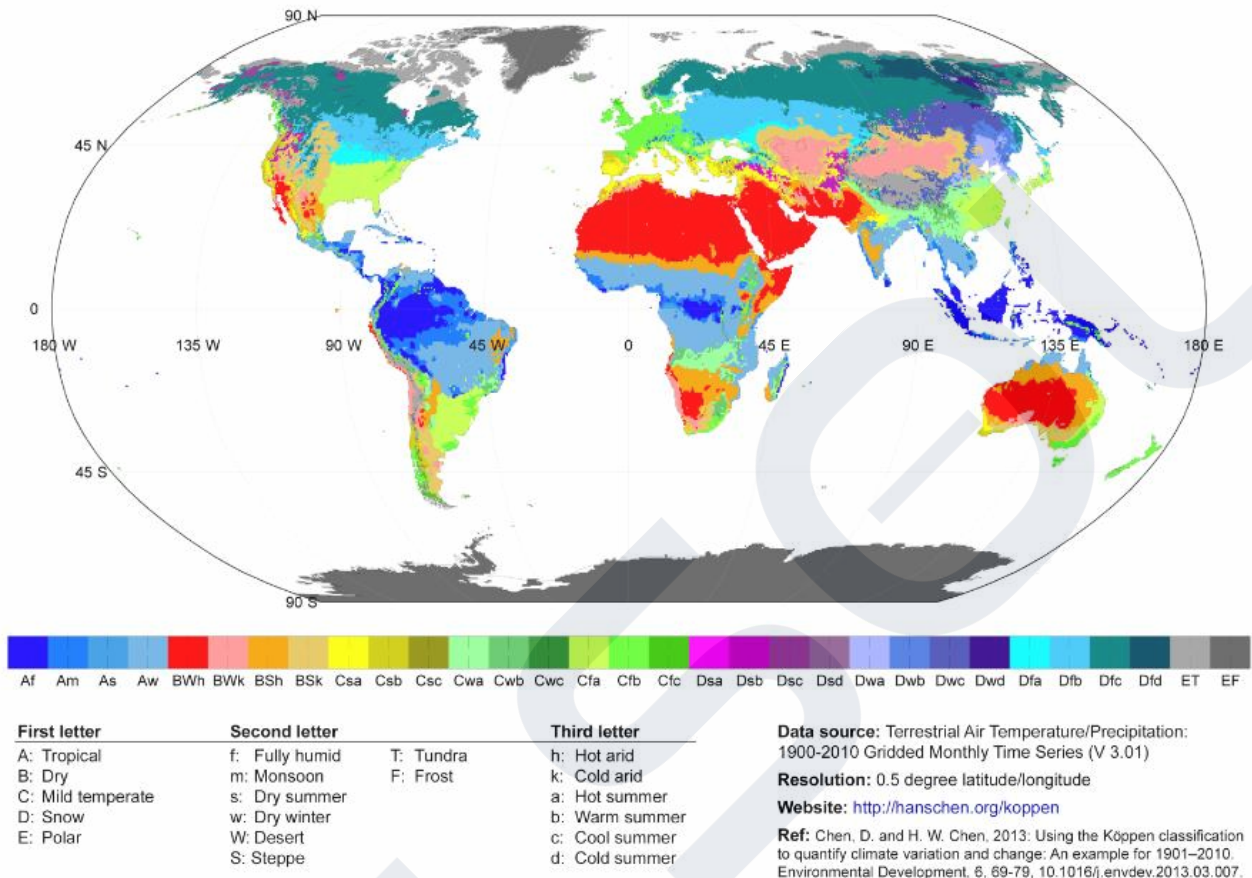 90 N
45 N
0
180 W 135 W 90 W 45 W 0 45 E 90 E 135 E 180 E
45 S
90 S
Af Am As Aw BWh BWk BSh BSk Csa Csb Csc Cwa Cwb Cwc Cfa Cfb Cfc Dsa Dsb Dsc Dsd Dwa Dwb Dwc Dwd Dfa Dfb Dfc Dfd ET EF
First letter
A: Tropical
B: Dry
C: Mild temperate
D: Snow
E: Polar
Second letter
f: Fully humid
m: Monsoon
s: Dry summer
w: Dry winter
W: Desert
S: Steppe
T: Tundra
F: Frost
Third letter
h: Hot arid
k: Cold arid
a: Hot summer
b: Warm summer
c: Cool summer
d: Cold summer
Data source: Terrestrial Air Temperature/Precipitation:
1900-2010 Gridded Monthly Time Series (V 3.01)
Resolution: 0.5 degree latitude/longitude
Website: http://hanschen.org/koppen
Ref: Chen, D. and H. W. Chen, 2013: Using the Köppen classification
to quantify climate variation and change: An example for 1901–2010.
Environmental Development, 6, 69-79, 10.1016/j.envdev.2013.03.007.